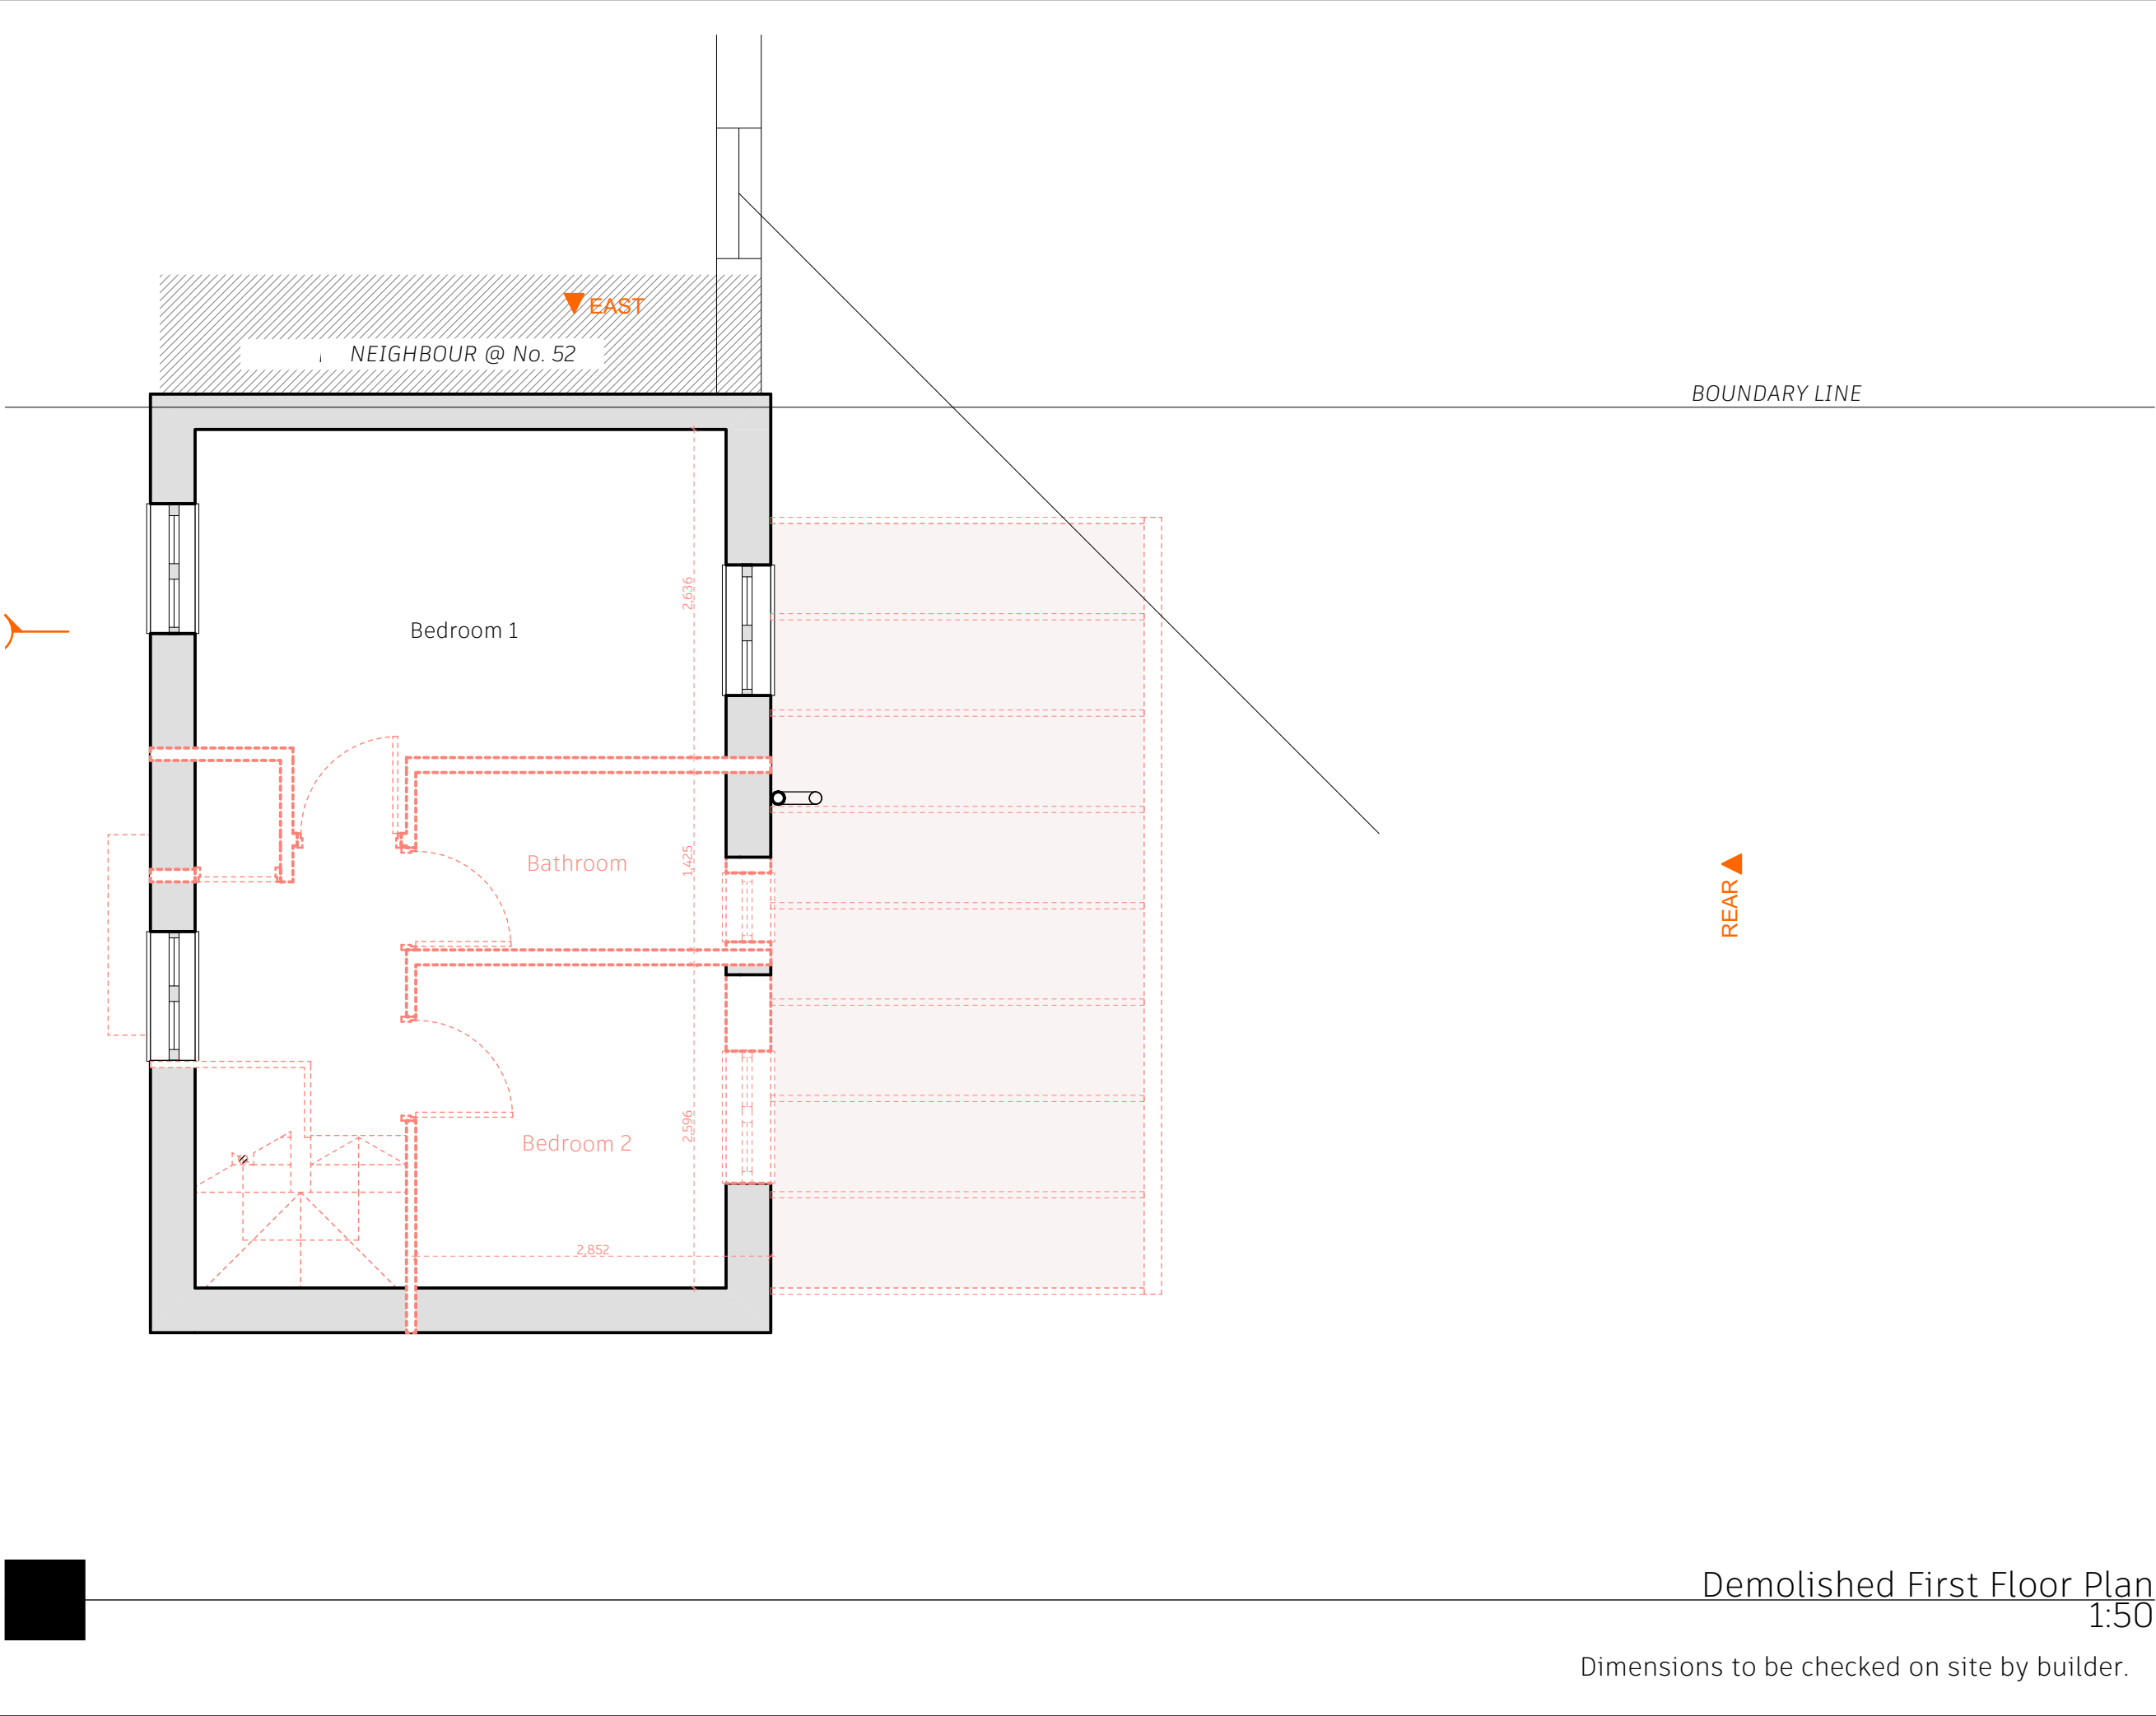 EAST
NEIGHBOUR @ No. 52
BOUNDARY LINE
2,636
Bedroom 1
Bathroom
1,425
REAR
2,596
Bedroom 2
2,852
Demolished First Floor Plan
1:50
Dimensions to be checked on site by builder.